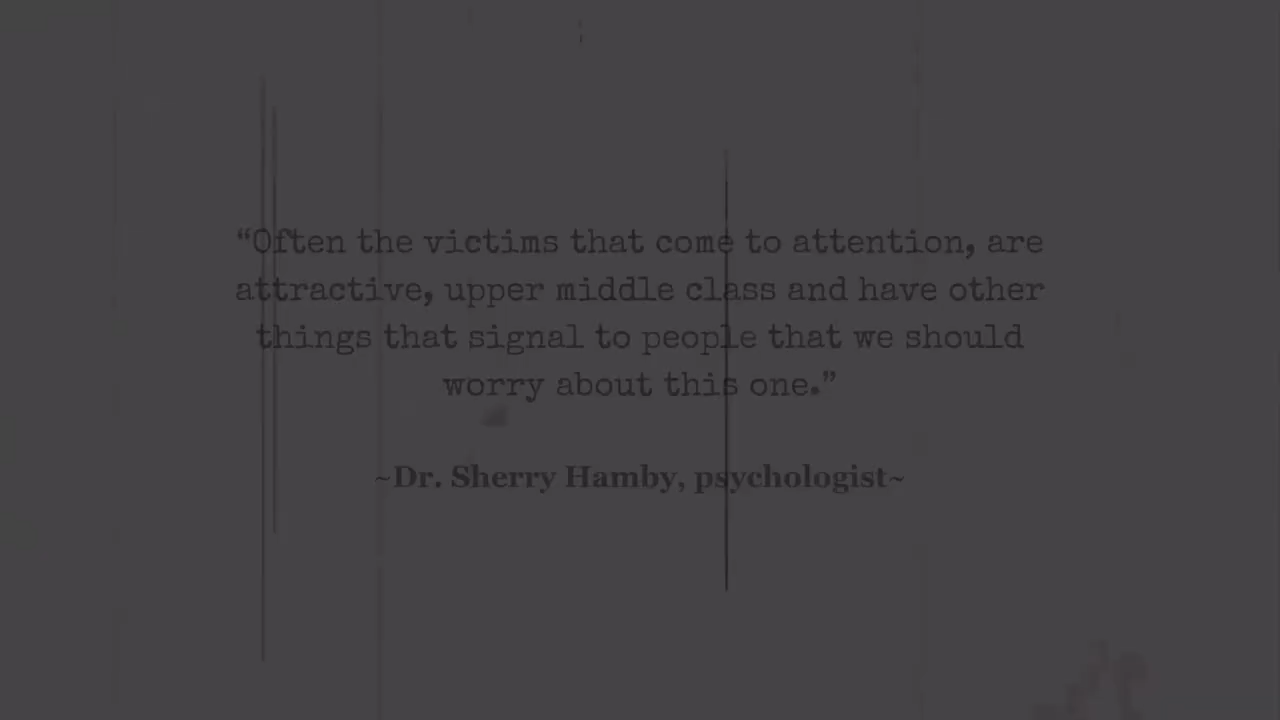 “Often the victims that come to attention, are
attractive, upper middle class and have other
things that signal to people that we should
worry about this one.”
~Dr. Sherry Hamby, psychologist~